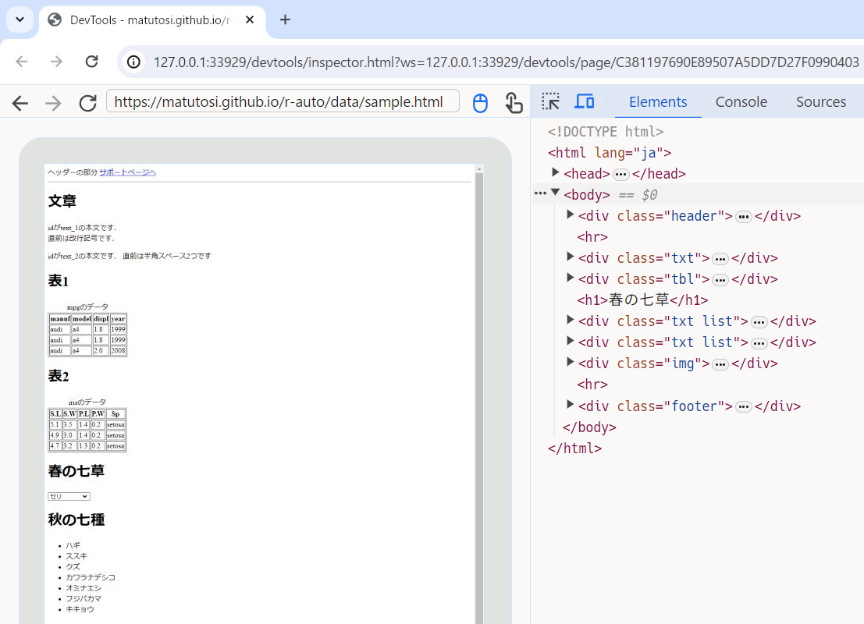 DevTools - matutosi.github.io/r-
127.0.0.1:33929/devtools/inspector.html?ws=127.0.0.1:33929/devtools/page/C381197690E89507A5DD7D27F0990403
https://matutosi.github.io/r-auto/data/sample.html
Elements Console Sources
ヘッダーの部分 サポートページへ
文章
idがtext_1の本文です.
直前は改行記号です.
idがtext_2の本文です. 直前は半角スペース2つです
表1
mpgのデータ
manuf model displ year
audi a4 1.8 1999
audi a4 1.8 1999
audi a4 2.0 2008
表2
irisのデータ
S.L S.W P.L P.W Sp
5.1 3.5 1.4 0.2 setosa
4.9 3.0 1.4 0.2 setosa
4.7 3.2 1.3 0.2 setosa
春の七草
セリ
秋の七種
ハギ
ススキ
クズ
カワラナデシコ
オミナエシ
フジバカマ
キキョウ
<!DOCTYPE html>
<html lang="ja">
<head> ••• </head>
••• <body> == $0
<div class="header"> ••• </div>
<hr>
<div class="txt"> ••• </div>
<div class="tbl"> ••• </div>
<h1>春の七草</h1>
<div class="txt list"> ••• </div>
<div class="txt list"> ••• </div>
<div class="img"> ••• </div>
<hr>
<div class="footer"> ••• </div>
</body>
</html>